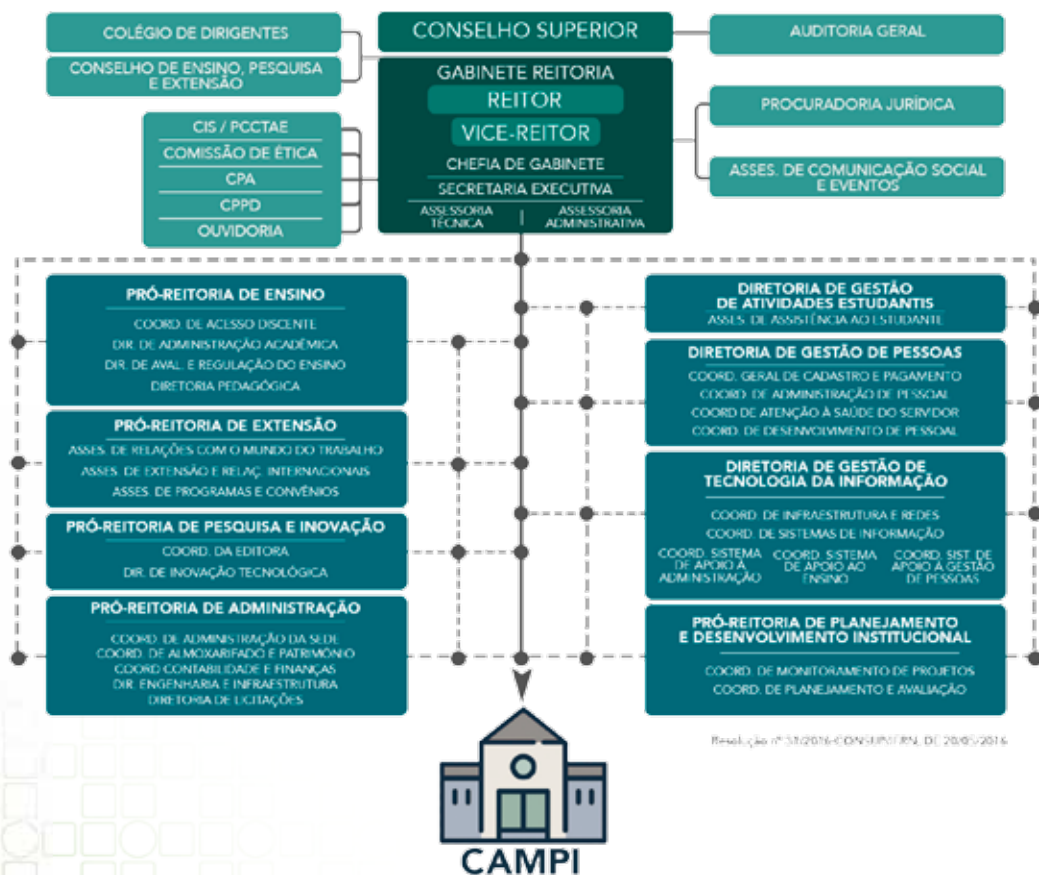 COLÉGIO DE DIRIGENTES
CONSELHO DE ENSINO, PESQUISA
E EXTENSÃO
CONSELHO SUPERIOR
AUDITORIA GERAL
GABINETE REITORIA
REITOR
VICE-REITOR
CHEFIA DE GABINETE
SECRETARIA EXECUTIVA
ASSESSORIA
TÉCNICA
ASSESSORIA
ADMINISTRATIVA
PROCURADORIA JURÍDICA
ASSES. DE COMUNICAÇÃO SOCIAL
E EVENTOS
CIS / PCCTAE
COMISSÃO DE ÉTICA
CPA
CPPD
OUVIDORIA
PRÓ-REITORIA DE ENSINO
COORD. DE ACESSO DISCENTE
DIR. DE ADMINISTRAÇÃO ACADÊMICA
DIR. DE AVAL. E REGULAÇÃO DO ENSINO
DIRETORIA PEDAGÓGICA
PRÓ-REITORIA DE EXTENSÃO
ASSES. DE RELAÇÕES COM O MUNDO DO TRABALHO
ASSES. DE EXTENSÃO E RELAÇ. INTERNACIONAIS
ASSES. DE PROGRAMAS E CONVÊNIOS
PRÓ-REITORIA DE PESQUISA E INOVAÇÃO
COORD. DA EDITORA
DIR. DE INOVAÇÃO TECNOLÓGICA
PRÓ-REITORIA DE ADMINISTRAÇÃO
COORD. DE ADMINISTRAÇÃO DA SEDE
COORD. DE ALMOXARIFADO E PATRIMÔNIO
COORD CONTABILIDADE E FINANÇAS
DIR. ENGENHARIA E INFRAESTRUTURA
DIRETORIA DE LICITAÇÕES
DIRETORIA DE GESTÃO
DE ATIVIDADES ESTUDANTIS
ASSES. DE ASSISTÊNCIA AO ESTUDANTE
DIRETORIA DE GESTÃO DE PESSOAS
COORD. GERAL DE CADASTRO E PAGAMENTO
COORD. DE ADMINISTRAÇÃO DE PESSOAL
COORD DE ATENÇÃO À SAÚDE DO SERVIDOR
COORD. DE DESENVOLVIMENTO DE PESSOAL
DIRETORIA DE GESTÃO DE
TECNOLOGIA DA INFORMAÇÃO
COORD. DE INFRAESTRUTURA E REDES
COORD. DE SISTEMAS DE INFORMAÇÃO
COORD. SISTEMA
DE APOIO À
ADMINISTRAÇÃO
COORD. SISTEMA
DE APOIO AO
ENSINO
COORD. SIST. DE
APOIO À GESTÃO
DE PESSOAS
PRÓ-REITORIA DE PLANEJAMENTO
E DESENVOLVIMENTO INSTITUCIONAL
COORD. DE MONITORAMENTO DE PROJETOS
COORD. DE PLANEJAMENTO E AVALIAÇÃO
Resolução DE 20/05/2016
CAMPI